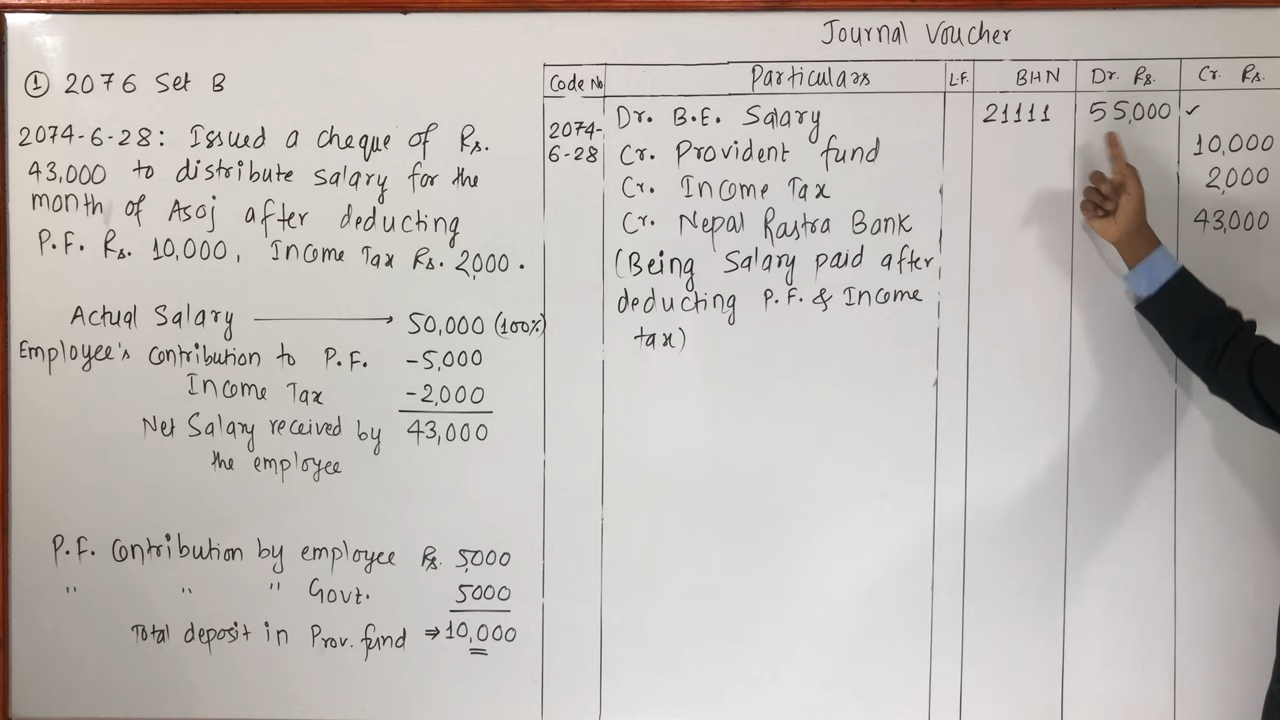 Journal Voucher
① 2076 Set B
2074-6-28: Issued a cheque of Rs.
43,000 to distribute salary for the
month of Asoj after deducting
P.F. Rs. 10,000, Income Tax Rs. 2,000.
Actual Salary → 50,000 (100%)
Employee's contribution to P.F. -5,000
Income Tax -2,000
Net Salary received by 43,000
the employee
P.F. Contribution by employee Rs. 5,000
" " " Govt. 5000
Total deposit in Prov. fund ⇒ 10,000
Code No Particulars L.F. BHN Dr. Rs. Cr. Rs.
2074- Dr. B.E. Salary 21111 55,000 ✓
6-28 Cr. Provident fund 10,000
Cr. Income Tax 2,000
Cr. Nepal Rastra Bank 43,000
(Being Salary paid after
deducting P.F. & Income
tax)